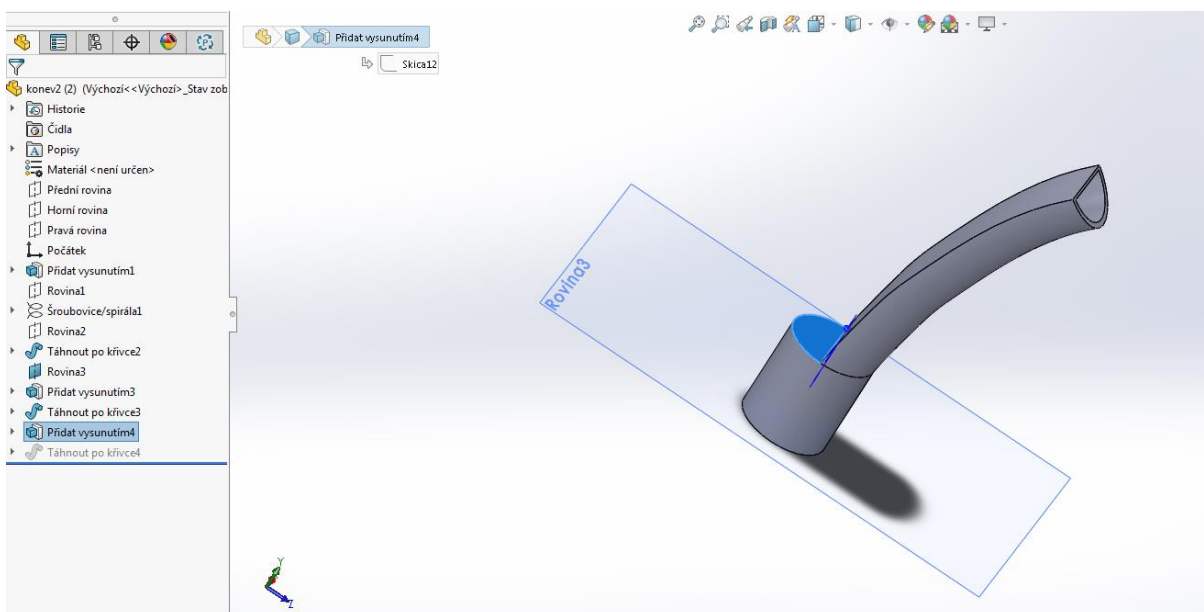 Přidat vysunutím4
Skica12
konev2 (2) (Výchozí<<Výchozí>_Stav zob
Historie
Čidla
A Popisy
Materiál <není určen>
Přední rovina
Horní rovina
Pravá rovina
Počátek
Přidat vysunutím1
Rovina1
Šroubovice/spirála1
Rovina2
Táhnout po křivce2
Rovina3
Přidat vysunutím3
Táhnout po křivce3
Přidat vysunutím4
Táhnout po křivce4
Rovina3
Y
Z